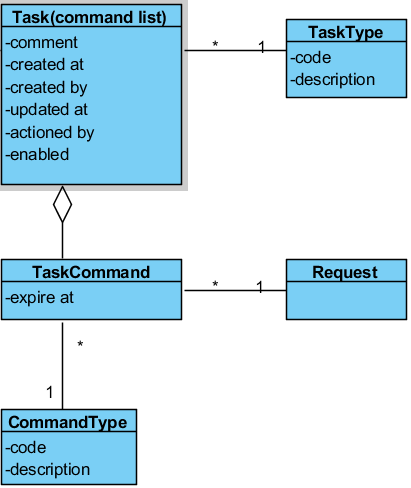 Task(command list)
-comment
-created at
-created by
-updated at
-actioned by
-enabled
* 1
TaskType
-code
-description
TaskCommand
-expire at
* 1
Request
*
1
CommandType
-code
-description